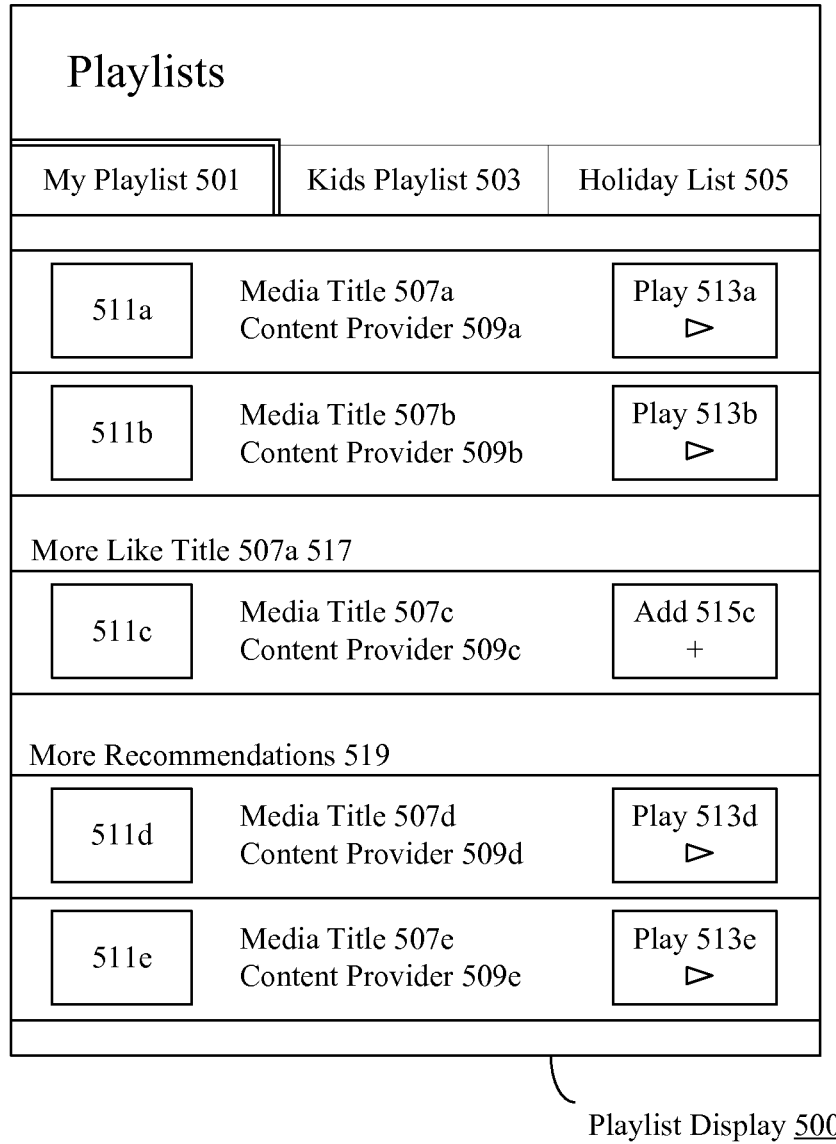 Playlists
My Playlist 501
Kids Playlist 503
Holiday List 505
511a
Media Title 507a
Content Provider 509a
Play 513a
511b
Media Title 507b
Content Provider 509b
Play 513b
More Like Title 507a 517
511c
Media Title 507c
Content Provider 509c
Add 515c
+
More Recommendations 519
511d
Media Title 507d
Content Provider 509d
Play 513d
511e
Media Title 507e
Content Provider 509e
Play 513e
Playlist Display 500